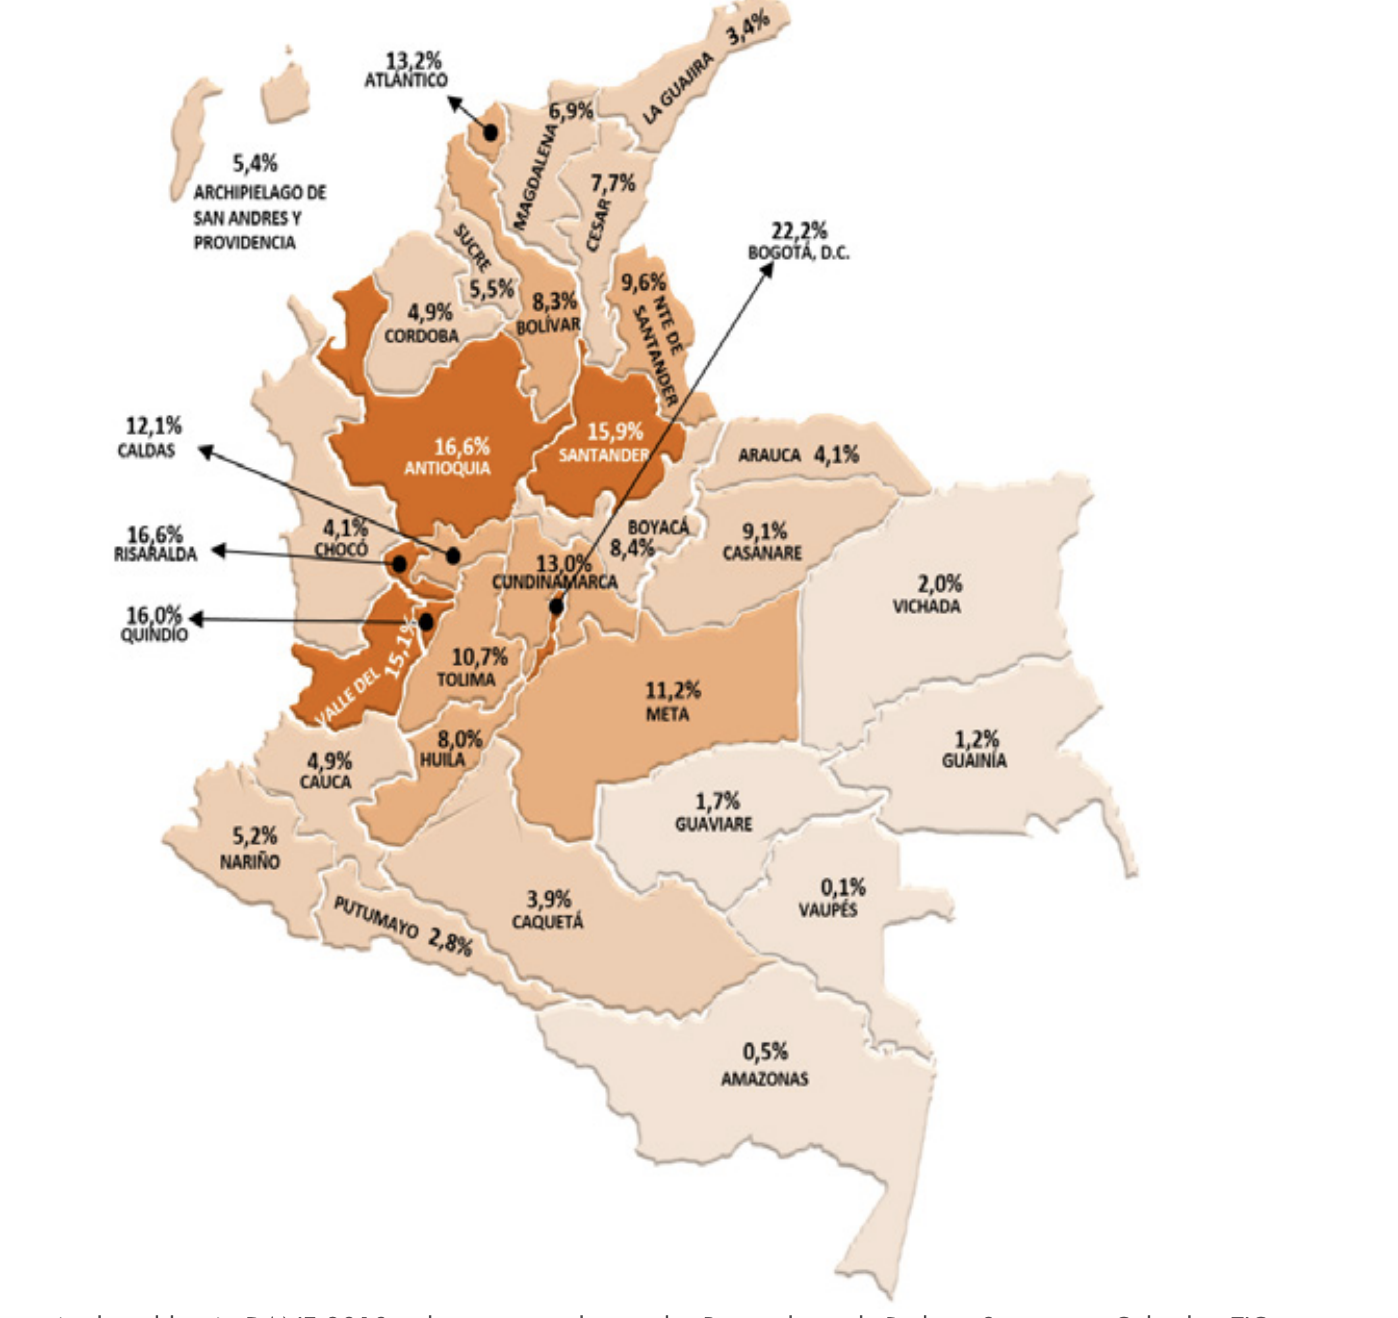 3,4%
LA GUAJIRA
13,2%
ATLÁNTICO
6,9%
MAGDALENA
7,7%
CESAR
5,4%
ARCHIPIELAGO DE
SAN ANDRES Y
PROVIDENCIA
22,2%
BOGOTÁ, D.C.
SUCRE
5,5%
4,9%
CORDOBA
8,3%
BOLÍVAR
9,6%
NTE DE
SANTANDER
12,1%
CALDAS
16,6%
ANTIOQUIA
15,9%
SANTANDER
ARAUCA 4,1%
16,6%
RISARALDA
4,1%
CHOCÓ
BOYACÁ
8,4%
9,1%
CASANARE
13,0%
CUNDINAMARCA
2,0%
VICHADA
16,0%
QUINDÍO
15,1%
VALLE DEL
10,7%
TOLIMA
11,2%
META
8,0%
HUILA
4,9%
CAUCA
1,2%
GUAINÍA
1,7%
GUAVIARE
5,2%
NARIÑO
3,9%
CAQUETÁ
0,1%
VAUPÉS
PUTUMAYO 2,8%
0,5%
AMAZONAS